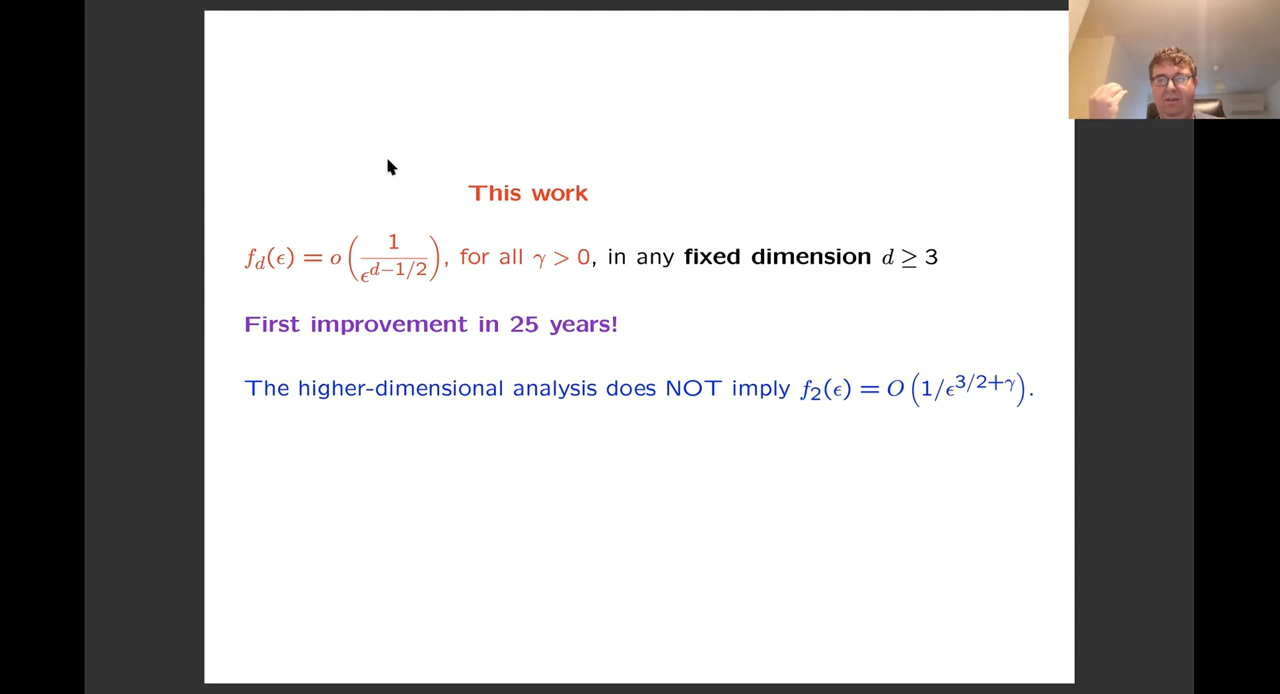 This work
f_d(ϵ) = o(1/ϵ^{d−1/2}), for all γ > 0, in any fixed dimension d ≥ 3
First improvement in 25 years!
The higher-dimensional analysis does NOT imply f_2(ϵ) = O(1/ϵ^{3/2+γ}).